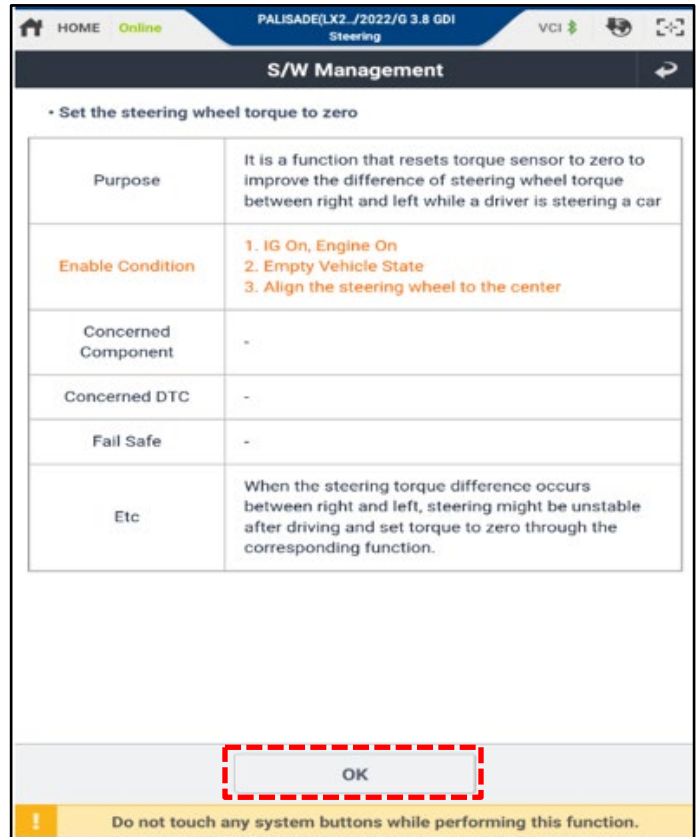 HOME Online
PALISADE(LX2../2022/G 3.8 GDI
Steering
VCI
S/W Management
• Set the steering wheel torque to zero
Purpose
It is a function that resets torque sensor to zero to
improve the difference of steering wheel torque
between right and left while a driver is steering a car
Enable Condition
1. IG On, Engine On
2. Empty Vehicle State
3. Align the steering wheel to the center
Concerned
Component
-
Concerned DTC
-
Fail Safe
-
Etc
When the steering torque difference occurs
between right and left, steering might be unstable
after driving and set torque to zero through the
corresponding function.
OK
! Do not touch any system buttons while performing this function.